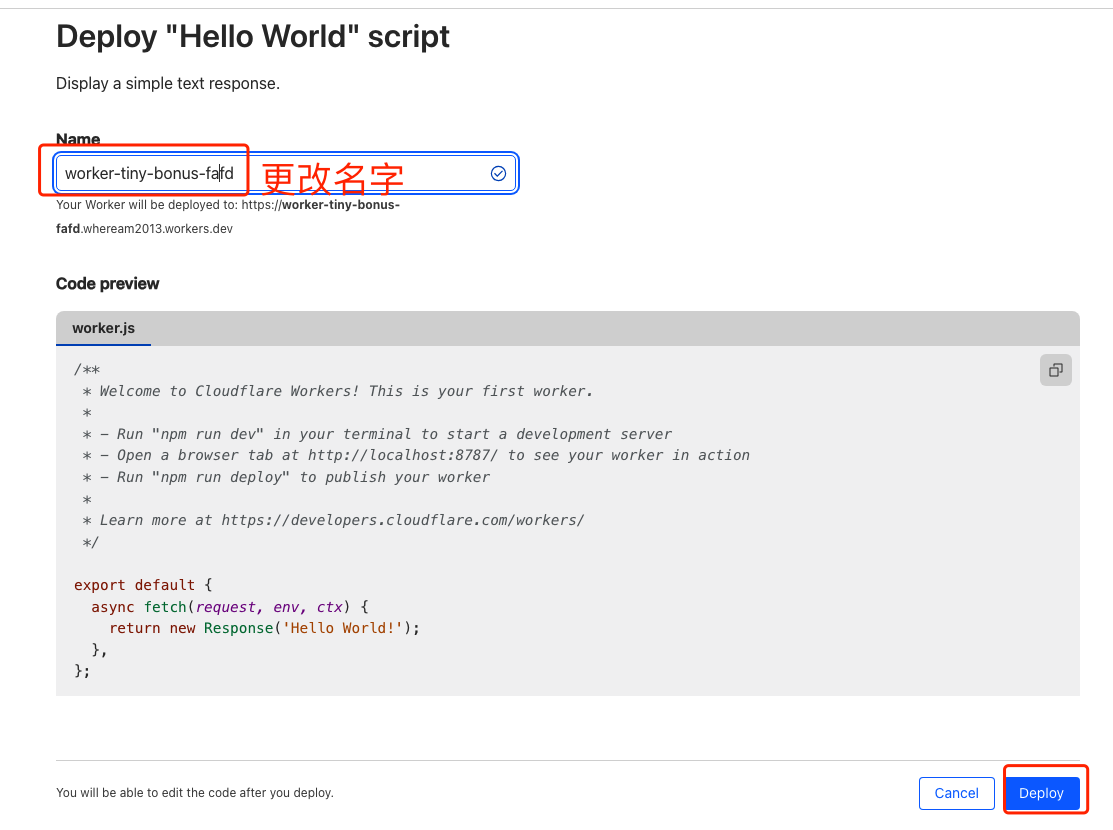 Deploy "Hello World" script
Display a simple text response.
Name
worker-tiny-bonus-fafd
更改名字
Your Worker will be deployed to: https://worker-tiny-bonus-
fafd.wheream2013.workers.dev
Code preview
worker.js
/**
 * Welcome to Cloudflare Workers! This is your first worker.
 *
 * – Run "npm run dev" in your terminal to start a development server
 * – Open a browser tab at http://localhost:8787/ to see your worker in action
 * – Run "npm run deploy" to publish your worker
 *
 * Learn more at https://developers.cloudflare.com/workers/
 */
export default {
  async fetch(request, env, ctx) {
    return new Response('Hello World!');
  },
};
You will be able to edit the code after you deploy.
Cancel
Deploy